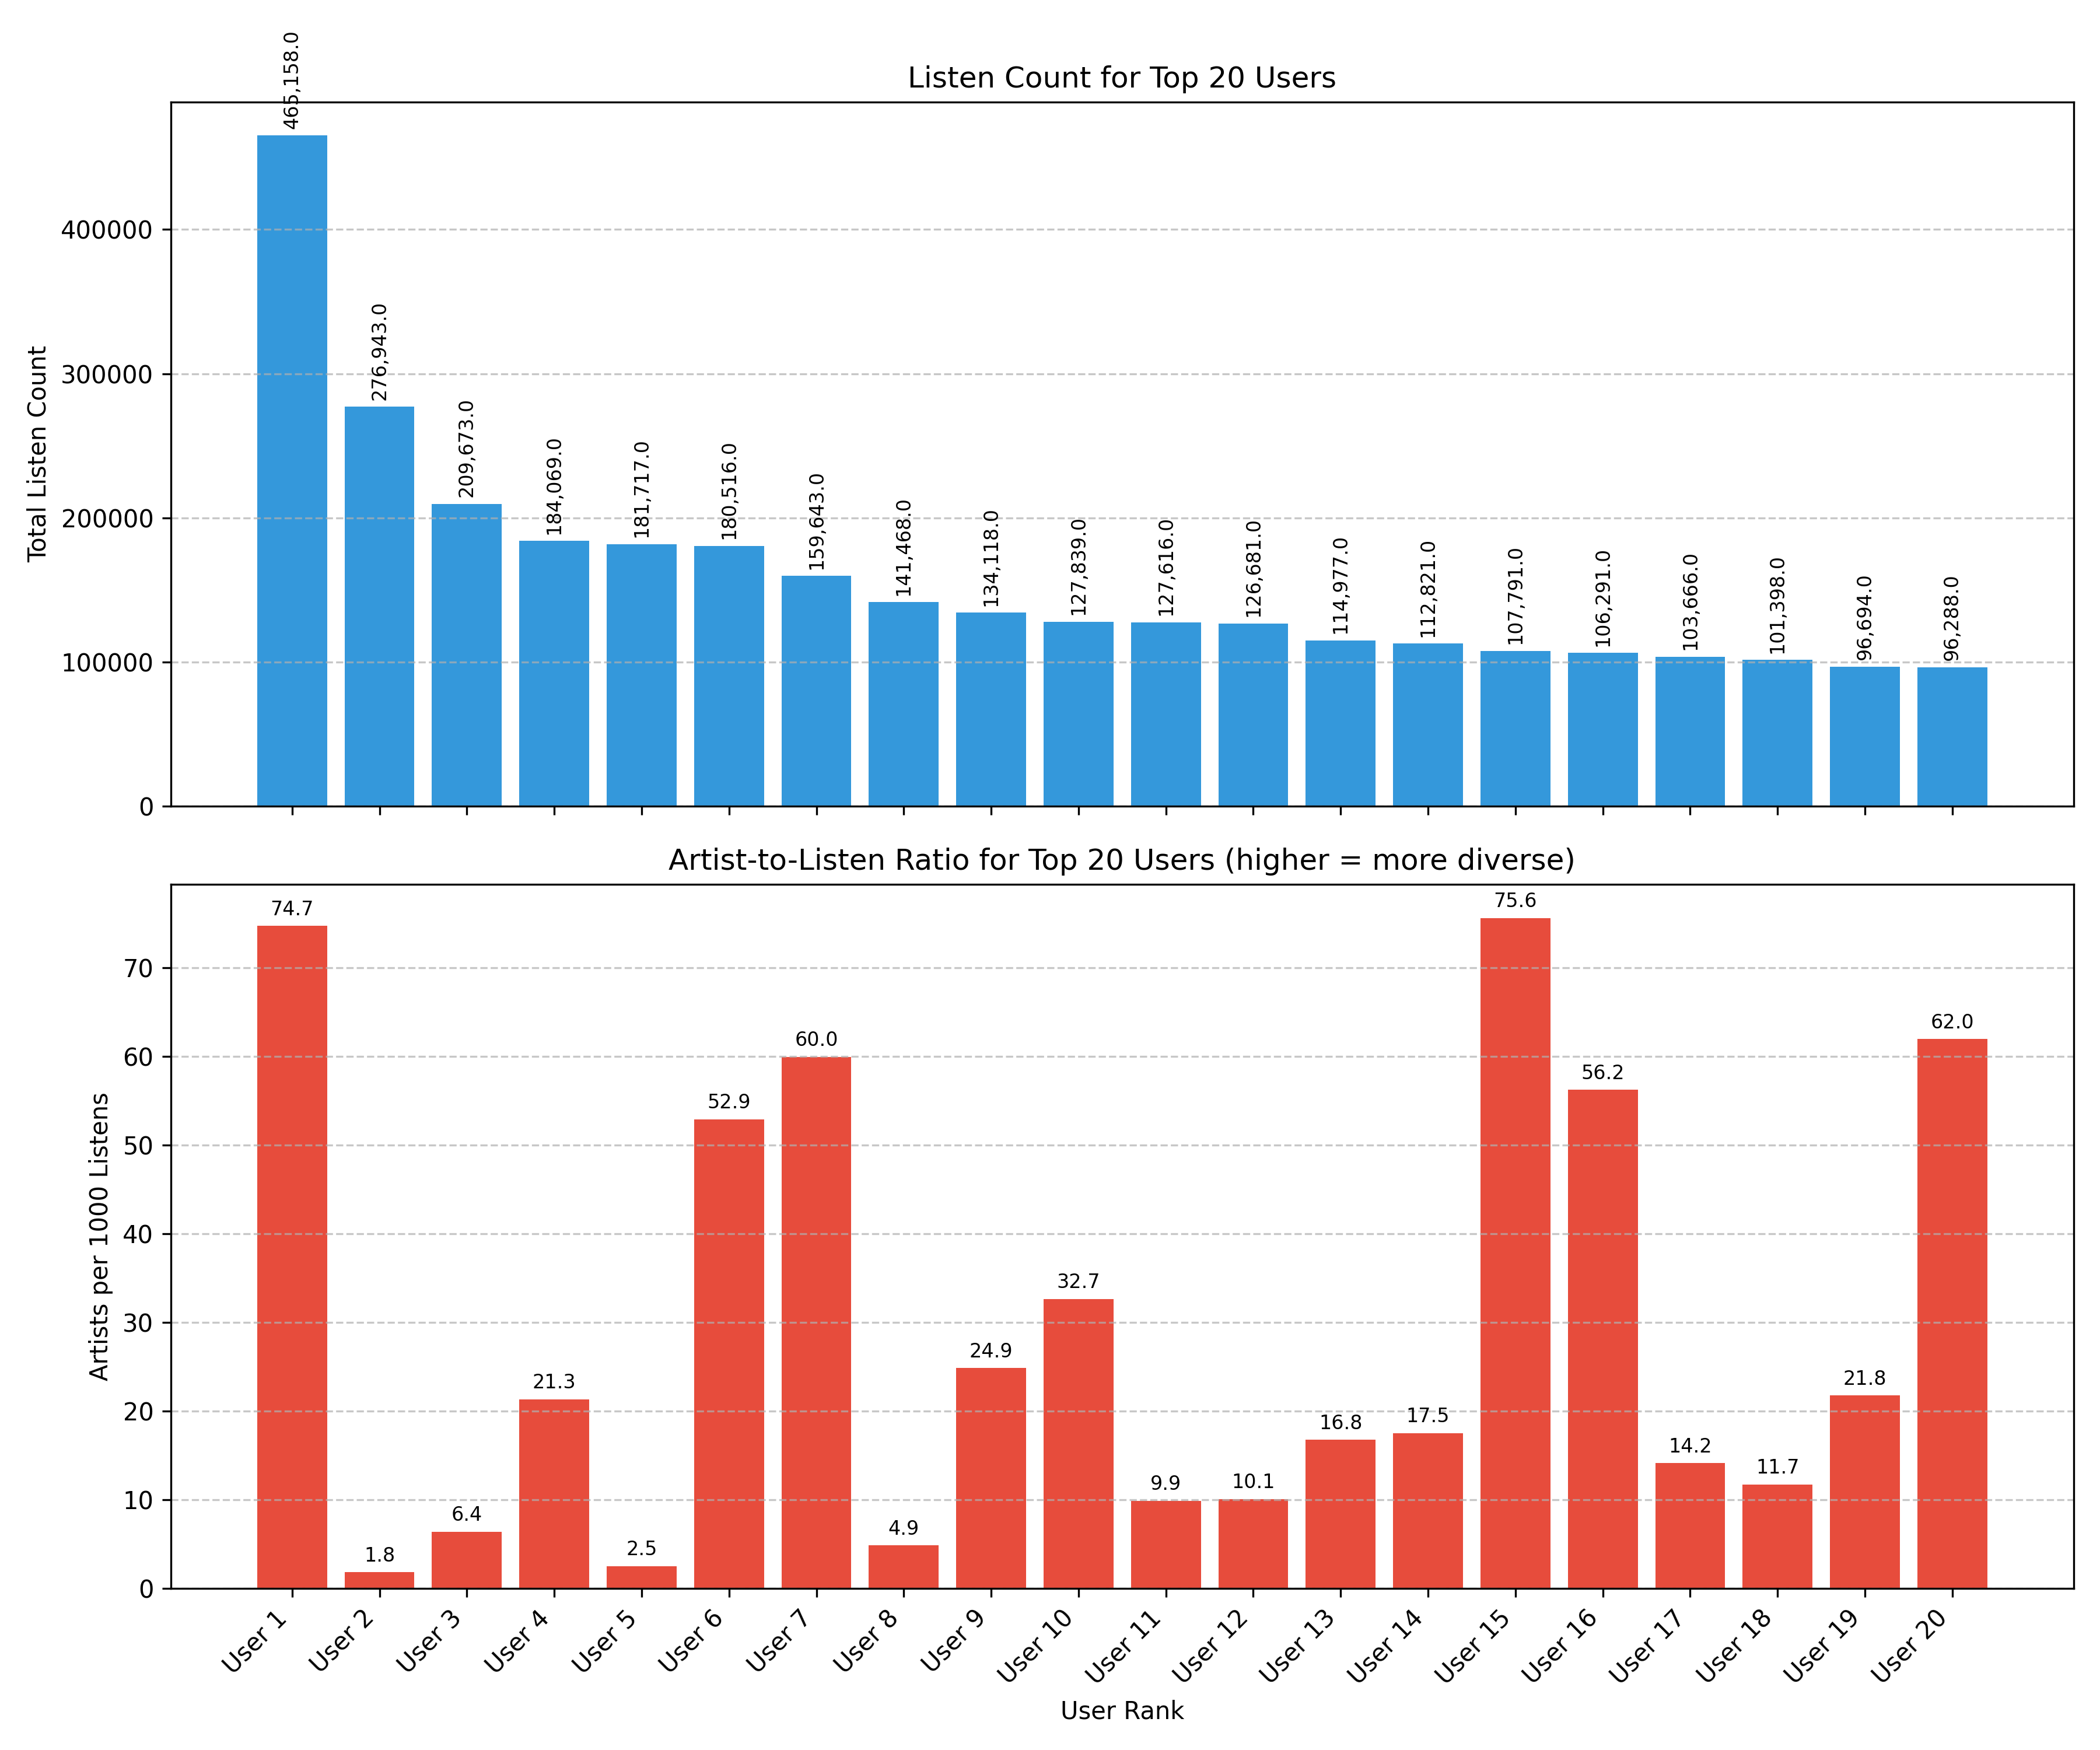 Listen Count for Top 20 Users
Total Listen Count
400000
300000
200000
100000
0
465,158.0
276,943.0
209,673.0
184,069.0
181,717.0
180,516.0
159,643.0
141,468.0
134,118.0
127,839.0
127,616.0
126,681.0
114,977.0
112,821.0
107,791.0
106,291.0
103,666.0
101,398.0
96,694.0
96,288.0
Artist-to-Listen Ratio for Top 20 Users (higher = more diverse)
Artists per 1000 Listens
70
60
50
40
30
20
10
0
74.7
1.8
6.4
21.3
2.5
52.9
60.0
4.9
24.9
32.7
9.9
10.1
16.8
17.5
75.6
56.2
14.2
11.7
21.8
62.0
User 1
User 2
User 3
User 4
User 5
User 6
User 7
User 8
User 9
User 10
User 11
User 12
User 13
User 14
User 15
User 16
User 17
User 18
User 19
User 20
User Rank